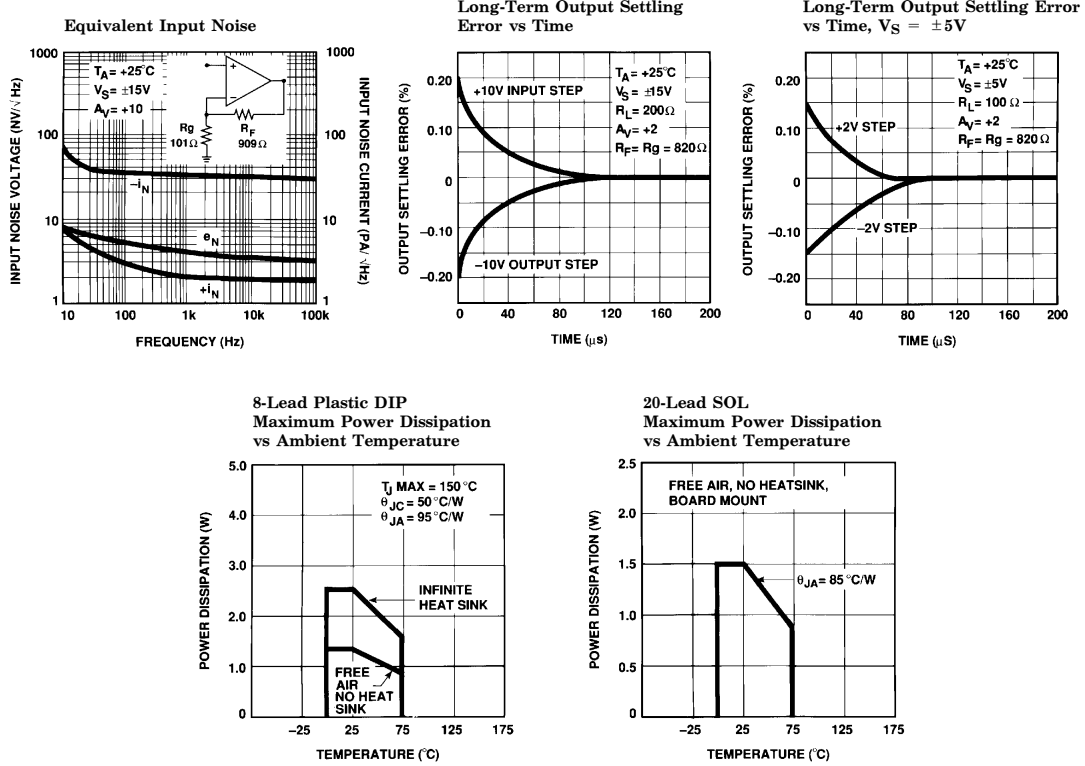 Equivalent Input Noise
1000
100
10
1
INPUT NOISE VOLTAGE (NV/√ Hz)
TA = +25°C
VS = ±15V
AV = +10
+
−
Rg
101Ω
RF
909Ω
−iN
eN
+iN
1000
100
10
1
INPUT NOISE CURRENT (PA/ √Hz)
10 100 1k 10k 100k
FREQUENCY (Hz)
Long-Term Output Settling
Error vs Time
OUTPUT SETTLING ERROR (%)
0.20
0.10
0
−0.10
−0.20
+10V INPUT STEP
TA = +25°C
VS = ±15V
RL = 200Ω
AV = +2
RF = Rg = 820Ω
−10V OUTPUT STEP
0 40 80 120 160 200
TIME (μs)
Long-Term Output Settling Error
vs Time, VS = ±5V
OUTPUT SETTLING ERROR (%)
0.20
0.10
0
−0.10
−0.20
TA = +25°C
VS = ±5V
RL = 100 Ω
AV = +2
RF = Rg = 820Ω
+2V STEP
−2V STEP
0 40 80 120 160 200
TIME (μS)
8-Lead Plastic DIP
Maximum Power Dissipation
vs Ambient Temperature
POWER DISSIPATION (W)
5.0
4.0
3.0
2.0
1.0
0
TJ MAX = 150 °C
θJC = 50 °C/W
θJA = 95 °C/W
INFINITE
HEAT SINK
FREE
AIR
NO HEAT
SINK
−25 25 75 125 175
TEMPERATURE (°C)
20-Lead SOL
Maximum Power Dissipation
vs Ambient Temperature
POWER DISSIPATION (W)
2.5
2.0
1.5
1.0
0.5
0
FREE AIR, NO HEATSINK,
BOARD MOUNT
θJA = 85 °C/W
−25 25 75 125 175
TEMPERATURE (°C)